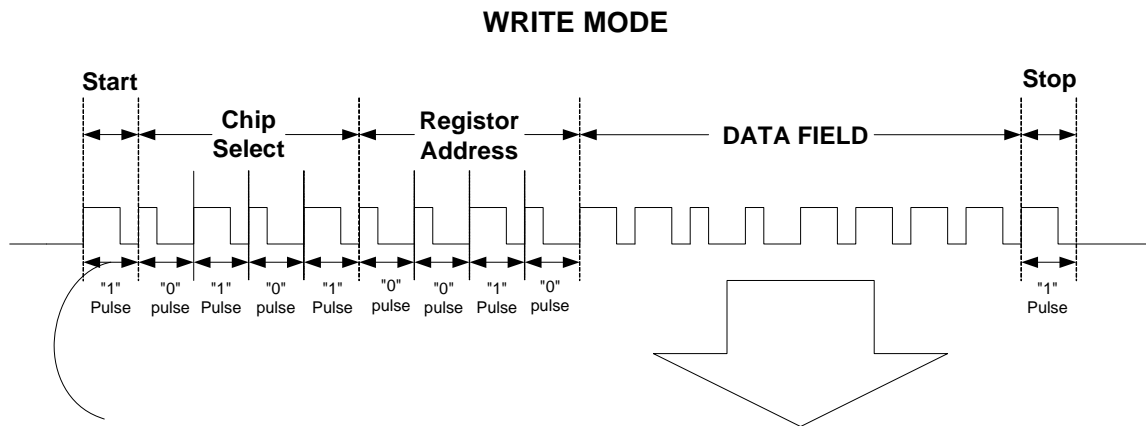 WRITE MODE
Start
Stop
Chip
Select
Registor
Address
DATA FIELD
"1"
Pulse
"0"
pulse
"1"
Pulse
"0"
pulse
"1"
Pulse
"0"
pulse
"0"
pulse
"1"
Pulse
"0"
pulse
"1"
Pulse